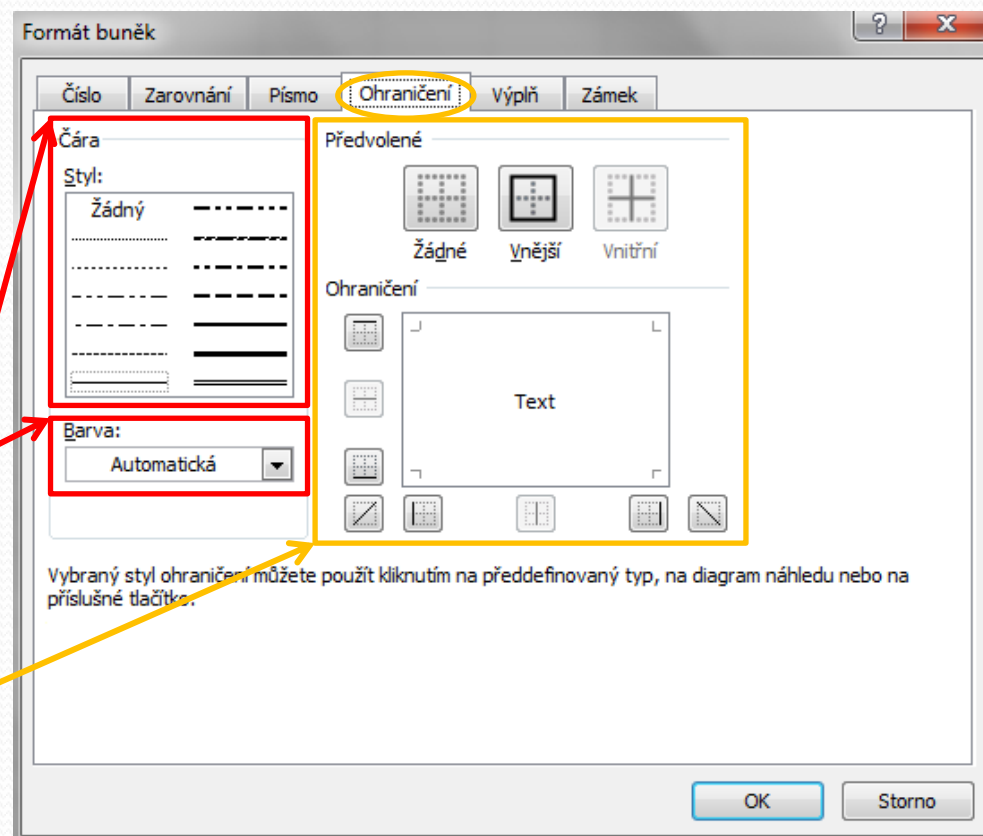 Formát buněk
Číslo Zarovnání Písmo Ohraničení Výplň Zámek
Čára
Styl:
Žádný
Barva:
Automatická
Předvolené
Žádné Vnější Vnitřní
Ohraničení
Text
Vybraný styl ohraničení můžete použít kliknutím na předdefinovaný typ, na diagram náhledu nebo na
příslušné tlačítko.
OK Storno